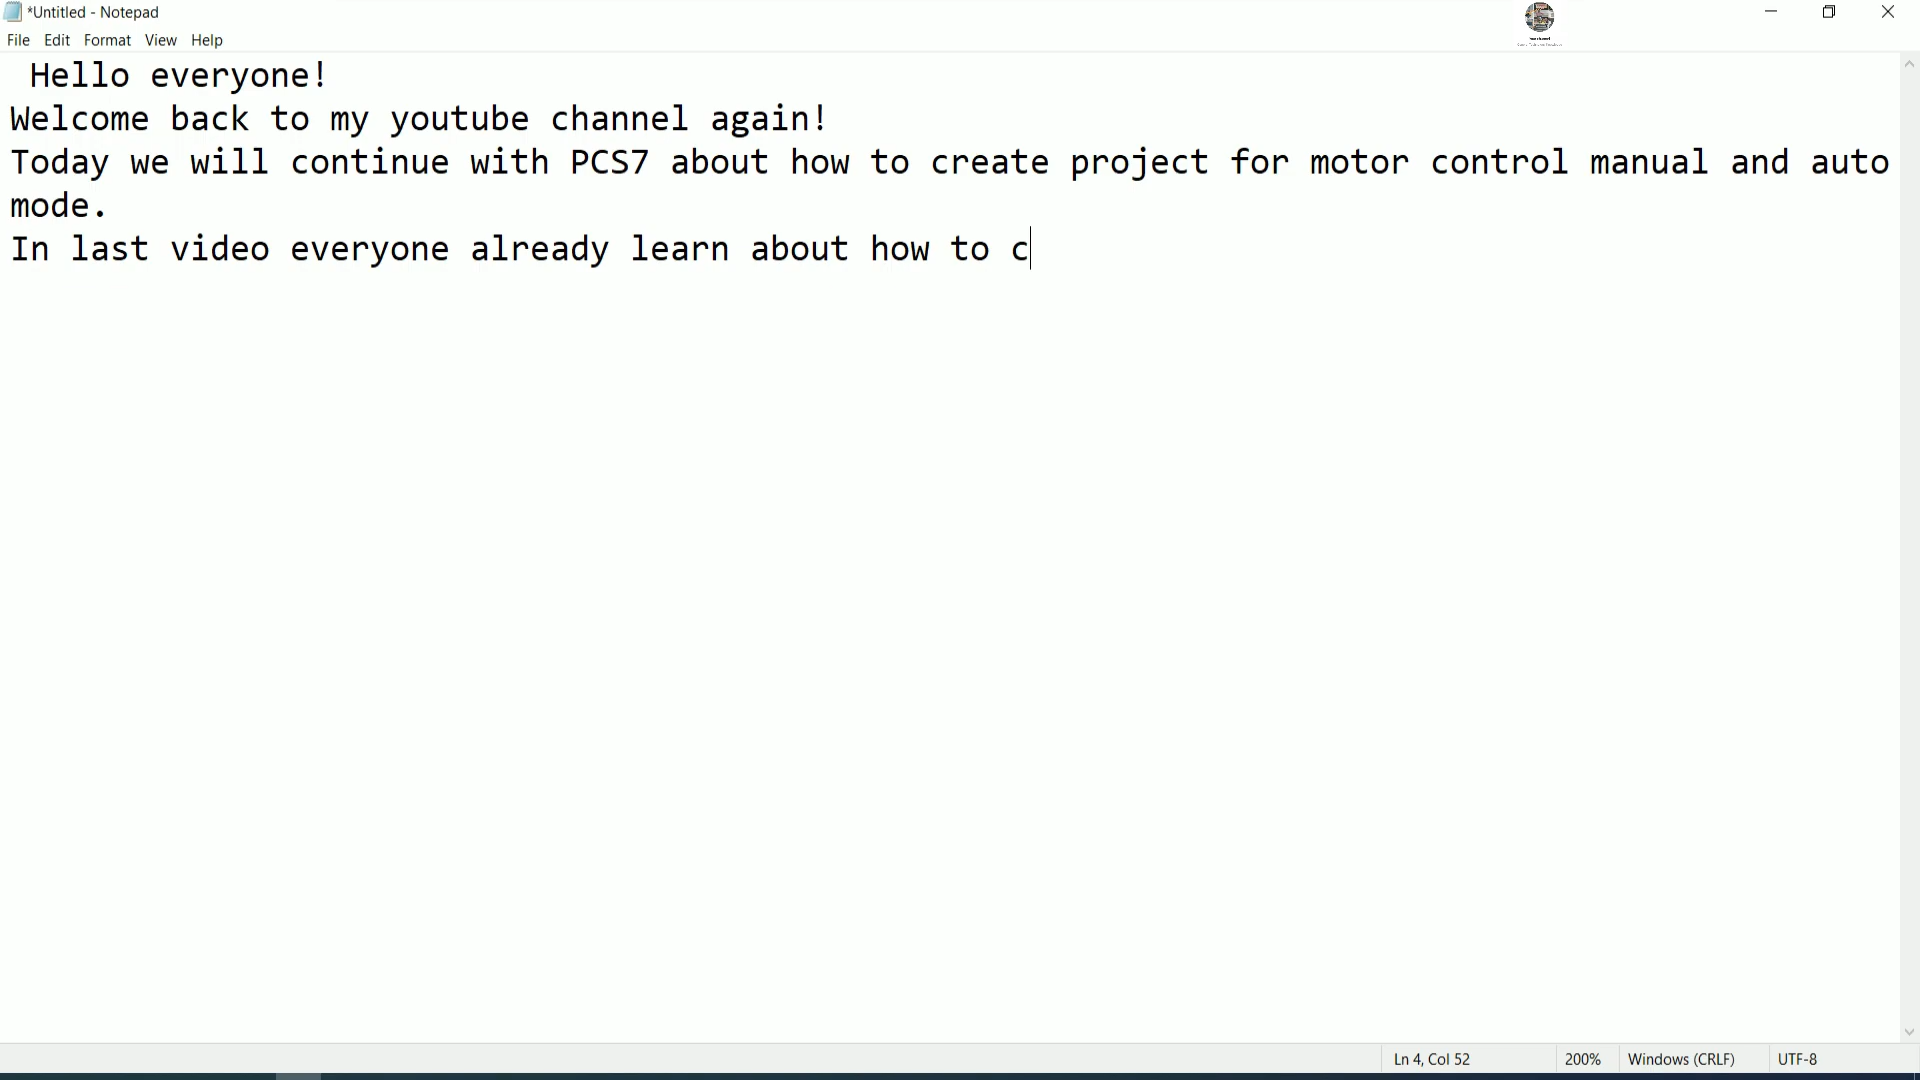 *Untitled - Notepad
File Edit Format View Help
Hello everyone!
Welcome back to my youtube channel again!
Today we will continue with PCS7 about how to create project for motor control manual and auto
mode.
In last video everyone already learn about how to c
Ln 4, Col 52 200% Windows (CRLF) UTF-8